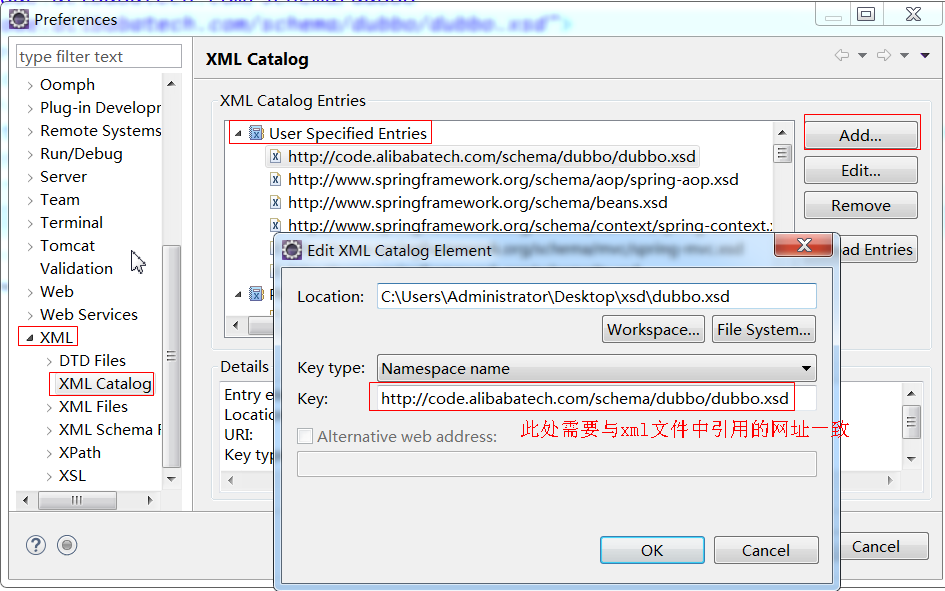 Preferences
type filter text
Oomph
Plug-in Developr
Remote Systems
Run/Debug
Server
Team
Terminal
Tomcat
Validation
Web
Web Services
XML
DTD Files
XML Catalog
XML Files
XML Schema F
XPath
XSL
XML Catalog
XML Catalog Entries
User Specified Entries
http://code.alibabatech.com/schema/dubbo/dubbo.xsd
http://www.springframework.org/schema/aop/spring-aop.xsd
http://www.springframework.org/schema/beans.xsd
http://www.springframework.org/schema/context/spring-context.
Add...
Edit...
Remove
ad Entries
Details
Entry e
Locatio
URI:
Key typ
Edit XML Catalog Element
Location: C:\Users\Administrator\Desktop\xsd\dubbo.xsd
Workspace... File System...
Key type: Namespace name
Key: http://code.alibabatech.com/schema/dubbo/dubbo.xsd
此处需要与xml文件中引用的网址一致
Alternative web address:
OK Cancel
Cancel